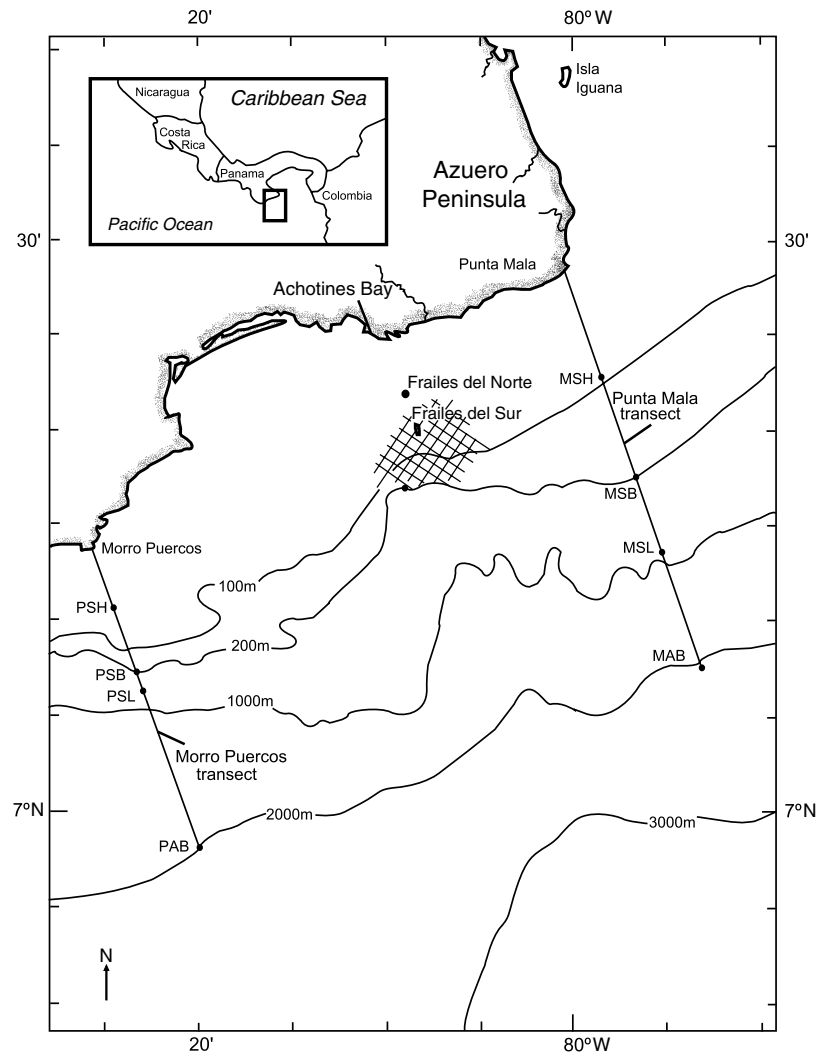 20'
80º W
Isla
Iguana
Nicaragua
Caribbean Sea
Costa
Rica
Panama
Colombia
Pacific Ocean
Azuero
Peninsula
30'
30'
Punta Mala
Achotines Bay
MSH
Frailes del Norte
Punta Mala
transect
Frailes del Sur
MSB
MSL
Morro Puercos
100m
PSH
200m
MAB
PSB
PSL
1000m
Morro Puercos
transect
7ºN
2000m
3000m
7ºN
PAB
N
20'
80º W